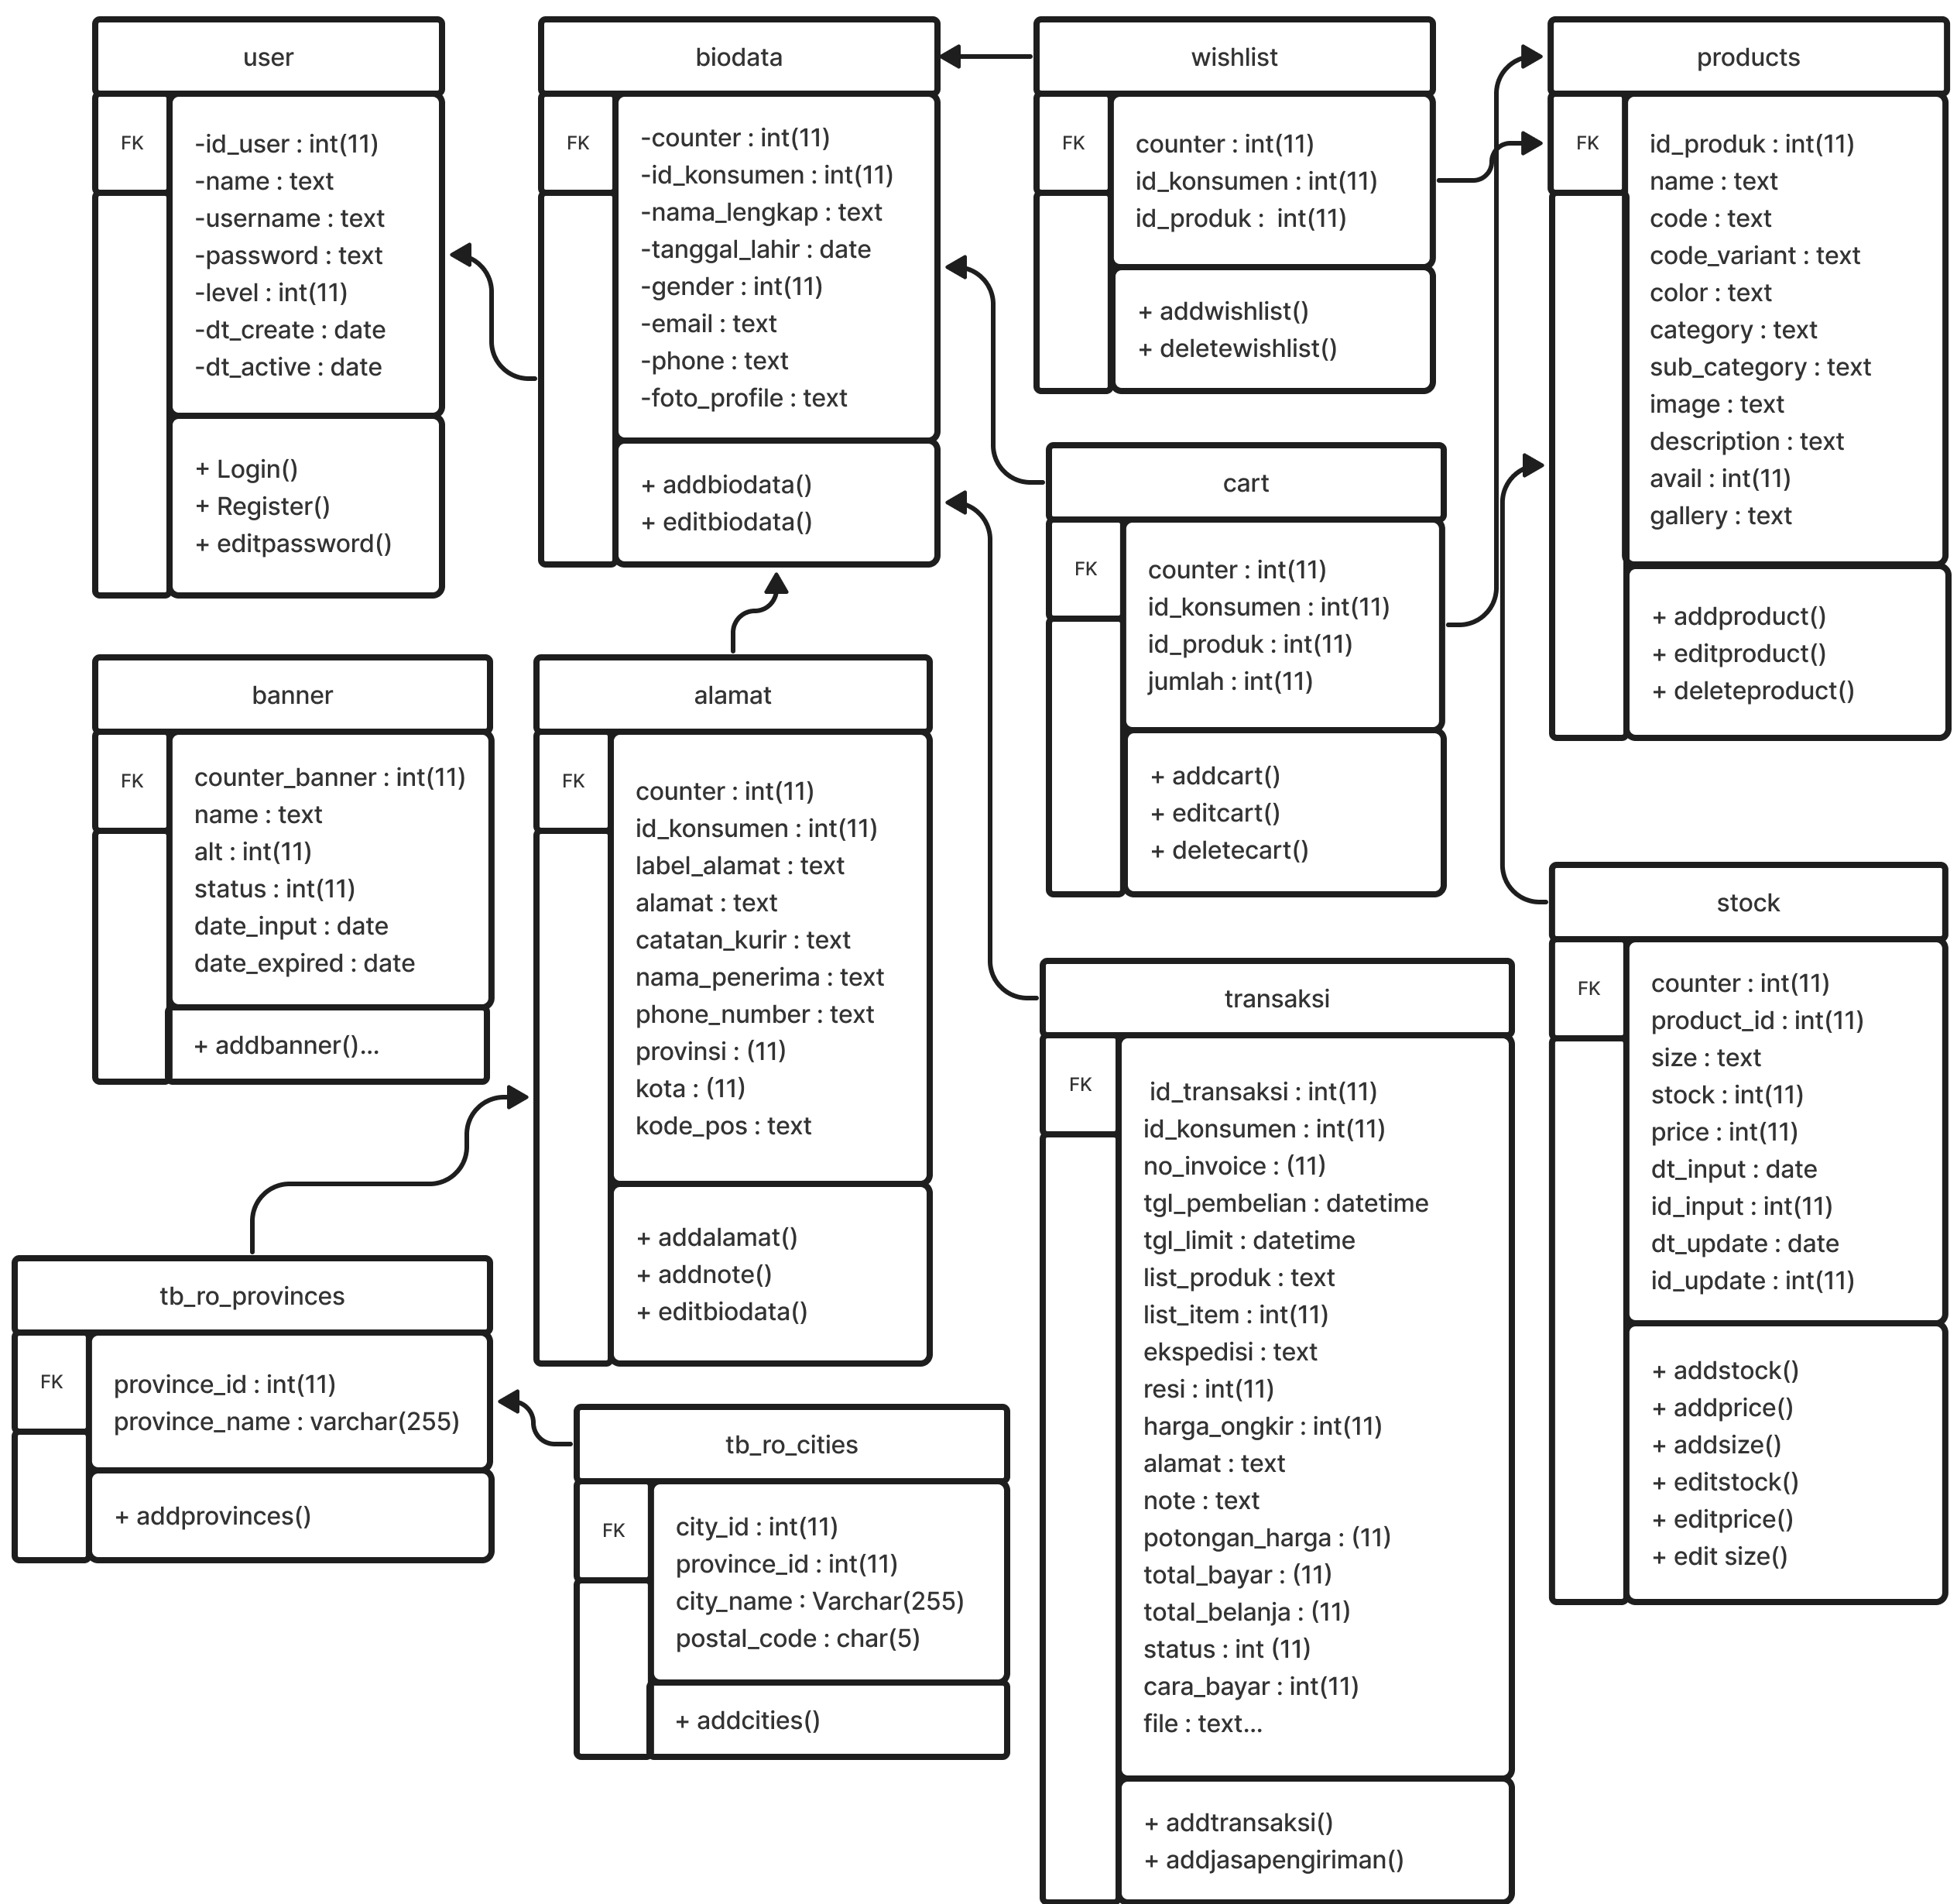 user
FK
-id_user : int(11)
-name : text
-username : text
-password : text
-level : int(11)
-dt_create : date
-dt_active : date
+ Login()
+ Register()
+ editpassword()
biodata
FK
-counter : int(11)
-id_konsumen : int(11)
-nama_lengkap : text
-tanggal_lahir : date
-gender : int(11)
-email : text
-phone : text
-foto_profile : text
+ addbiodata()
+ editbiodata()
wishlist
FK
counter : int(11)
id_konsumen : int(11)
id_produk :  int(11)
+ addwishlist()
+ deletewishlist()
products
FK
id_produk : int(11)
name : text
code : text
code_variant : text
color : text
category : text
sub_category : text
image : text
description : text
avail : int(11)
gallery : text
+ addproduct()
+ editproduct()
+ deleteproduct()
cart
FK
counter : int(11)
id_konsumen : int(11)
id_produk : int(11)
jumlah : int(11)
+ addcart()
+ editcart()
+ deletecart()
banner
FK
counter_banner : int(11)
name : text
alt : int(11)
status : int(11)
date_input : date
date_expired : date
+ addbanner()...
alamat
FK
counter : int(11)
id_konsumen : int(11)
label_alamat : text
alamat : text
catatan_kurir : text
nama_penerima : text
phone_number : text
provinsi : (11)
kota : (11)
kode_pos : text
+ addalamat()
+ addnote()
+ editbiodata()
stock
FK
counter : int(11)
product_id : int(11)
size : text
stock : int(11)
price : int(11)
dt_input : date
id_input : int(11)
dt_update : date
id_update : int(11)
+ addstock()
+ addprice()
+ addsize()
+ editstock()
+ editprice()
+ edit size()
transaksi
FK
id_transaksi : int(11)
id_konsumen : int(11)
no_invoice : (11)
tgl_pembelian : datetime
tgl_limit : datetime
list_produk : text
list_item : int(11)
ekspedisi : text
resi : int(11)
harga_ongkir : int(11)
alamat : text
note : text
potongan_harga : (11)
total_bayar : (11)
total_belanja : (11)
status : int (11)
cara_bayar : int(11)
file : text...
+ addtransaksi()
+ addjasapengiriman()
tb_ro_provinces
FK
province_id : int(11)
province_name : varchar(255)
+ addprovinces()
tb_ro_cities
FK
city_id : int(11)
province_id : int(11)
city_name : Varchar(255)
postal_code : char(5)
+ addcities()